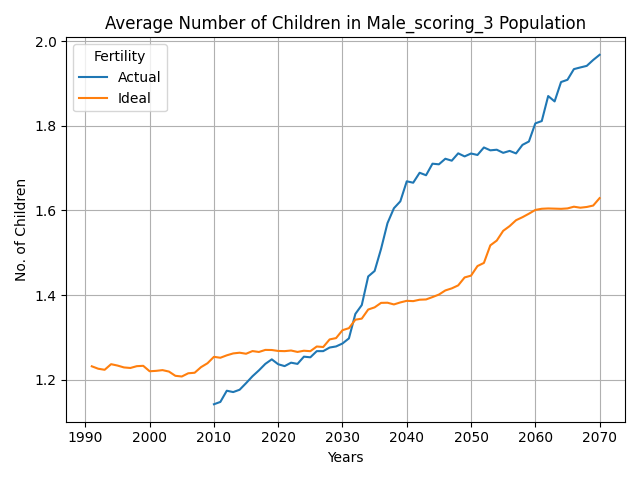 Average Number of Children in Male_scoring_3 Population
Fertility
Actual
Ideal
No. of Children
2.0
1.8
1.6
1.4
1.2
1990 2000 2010 2020 2030 2040 2050 2060 2070
Years